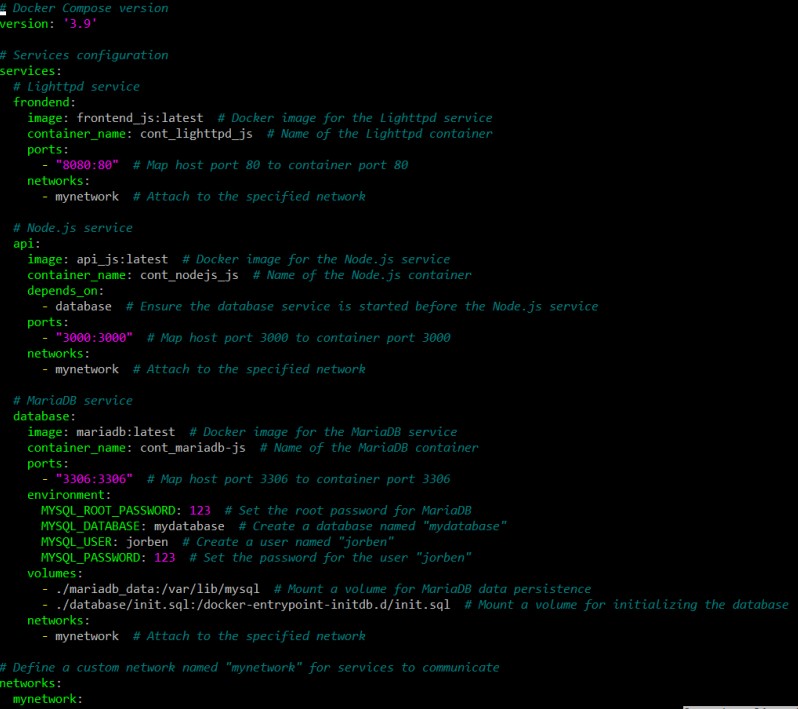 # Docker Compose version
version: '3.9'

# Services configuration
services:
  # Lighttpd service
  frondend:
    image: frontend_js:latest  # Docker image for the Lighttpd service
    container_name: cont_lighttpd_js  # Name of the Lighttpd container
    ports:
      - "8080:80"  # Map host port 80 to container port 80
    networks:
      - mynetwork  # Attach to the specified network

  # Node.js service
  api:
    image: api_js:latest  # Docker image for the Node.js service
    container_name: cont_nodejs_js  # Name of the Node.js container
    depends_on:
      - database  # Ensure the database service is started before the Node.js service
    ports:
      - "3000:3000"  # Map host port 3000 to container port 3000
    networks:
      - mynetwork  # Attach to the specified network

  # MariaDB service
  database:
    image: mariadb:latest  # Docker image for the MariaDB service
    container_name: cont_mariadb-js  # Name of the MariaDB container
    ports:
      - "3306:3306"  # Map host port 3306 to container port 3306
    environment:
      MYSQL_ROOT_PASSWORD: 123  # Set the root password for MariaDB
      MYSQL_DATABASE: mydatabase  # Create a database named "mydatabase"
      MYSQL_USER: jorben  # Create a user named "jorben"
      MYSQL_PASSWORD: 123  # Set the password for the user "jorben"
    volumes:
      - ./mariadb_data:/var/lib/mysql  # Mount a volume for MariaDB data persistence
      - ./database/init.sql:/docker-entrypoint-initdb.d/init.sql  # Mount a volume for initializing the database
    networks:
      - mynetwork  # Attach to the specified network

# Define a custom network named "mynetwork" for services to communicate
networks:
  mynetwork: